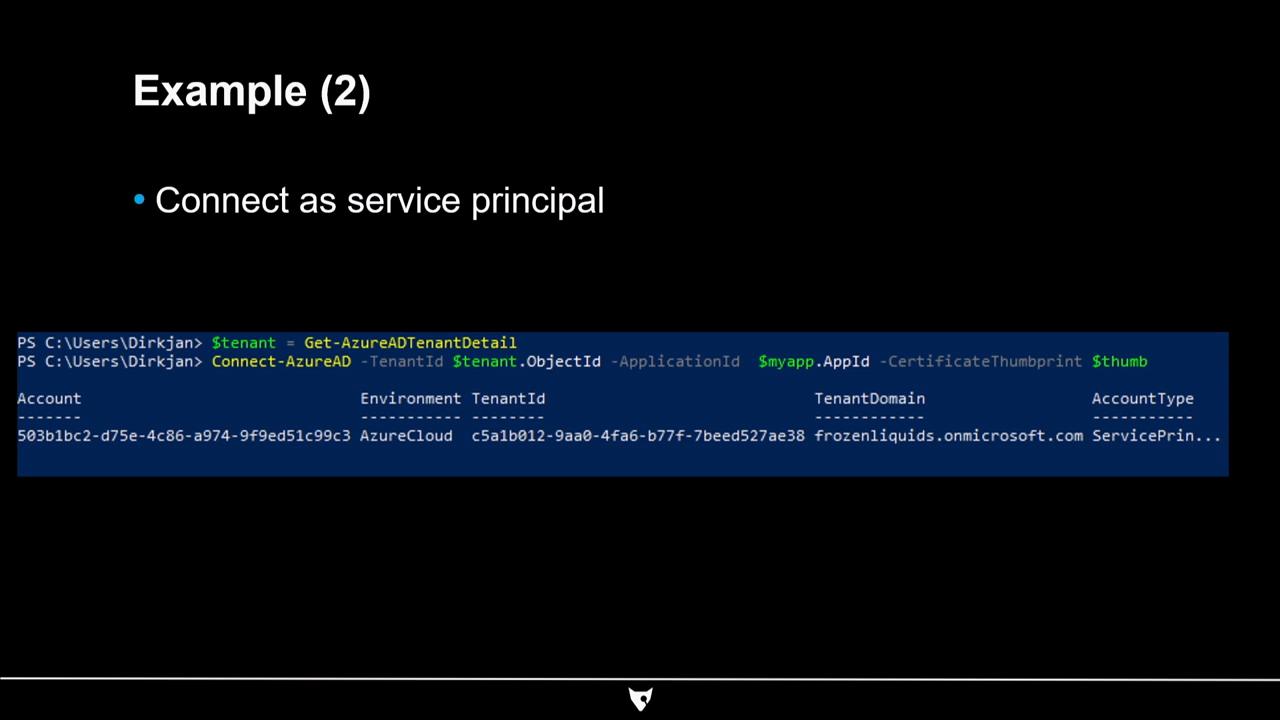 Example (2)
• Connect as service principal
PS C:\Users\Dirkjan> $tenant = Get-AzureADTenantDetail
PS C:\Users\Dirkjan> Connect-AzureAD -TenantId $tenant.ObjectId -ApplicationId  $myapp.AppId -CertificateThumbprint $thumb
Account Environment TenantId TenantDomain AccountType
------- ----------- -------- ------------ -----------
503b1bc2-d75e-4c86-a974-9f9ed51c99c3 AzureCloud c5a1b012-9aa0-4fa6-b77f-7beed527ae38 frozenliquids.onmicrosoft.com ServicePrin...